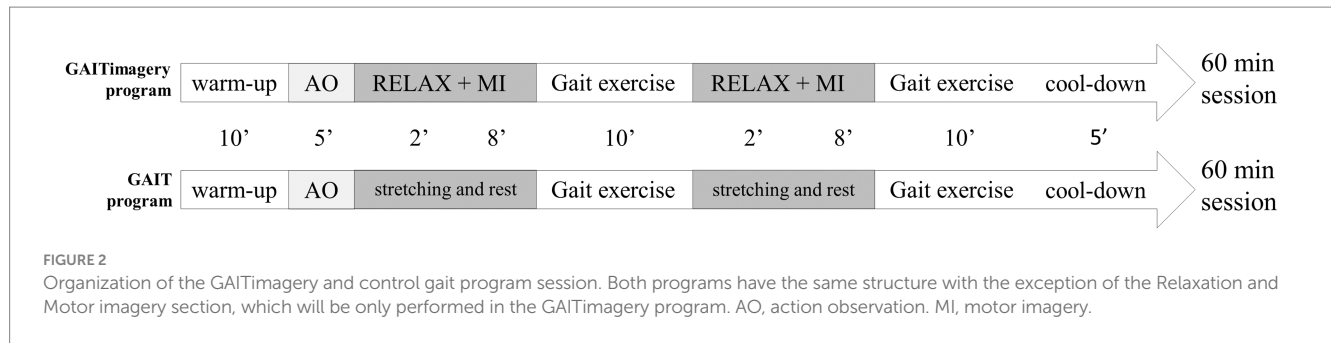 GAITimagery program
warm-up AO RELAX + MI Gait exercise RELAX + MI Gait exercise cool-down
60 min session
10’ 5’ 2’ 8’ 10’ 2’ 8’ 10’ 5’
GAIT program
warm-up AO stretching and rest Gait exercise stretching and rest Gait exercise cool-down
60 min session
FIGURE 2
Organization of the GAITimagery and control gait program session. Both programs have the same structure with the exception of the Relaxation and
Motor imagery section, which will be only performed in the GAITimagery program. AO, action observation. MI, motor imagery.